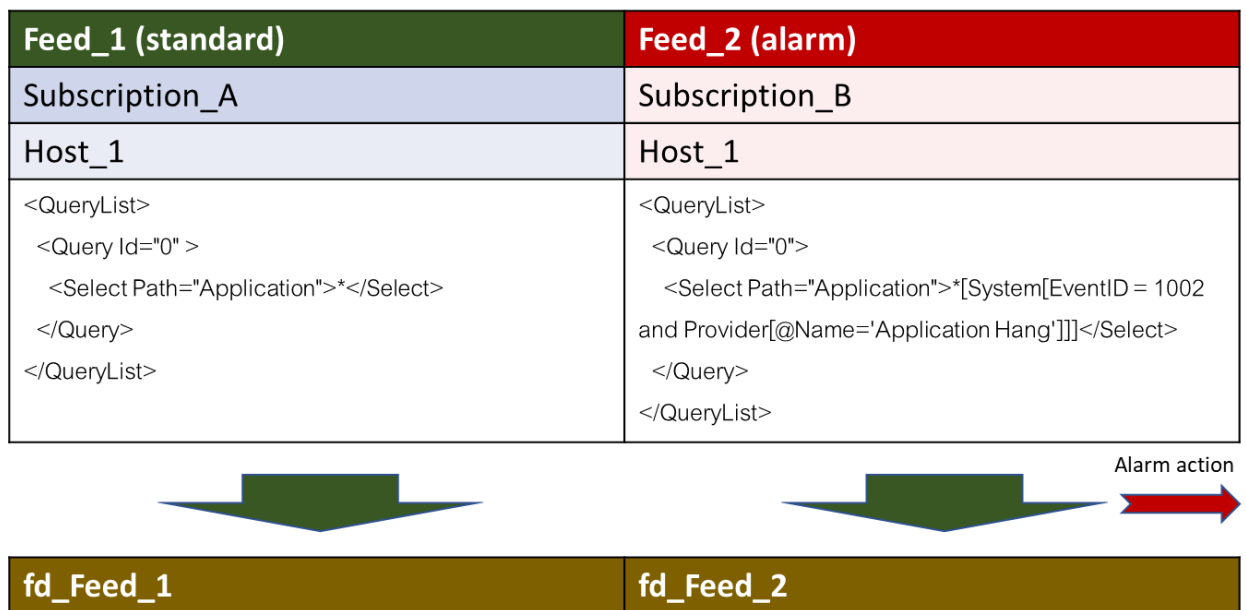 Feed_1 (standard)
Feed_2 (alarm)
Subscription_A
Subscription_B
Host_1
Host_1
<QueryList>
<Query Id="0" >
<Select Path="Application">*</Select>
</Query>
</QueryList>
<QueryList>
<Query Id="0">
<Select Path="Application">*[System[EventID = 1002
and Provider[@Name='Application Hang']]]</Select>
</Query>
</QueryList>
Alarm action
fd_Feed_1
fd_Feed_2